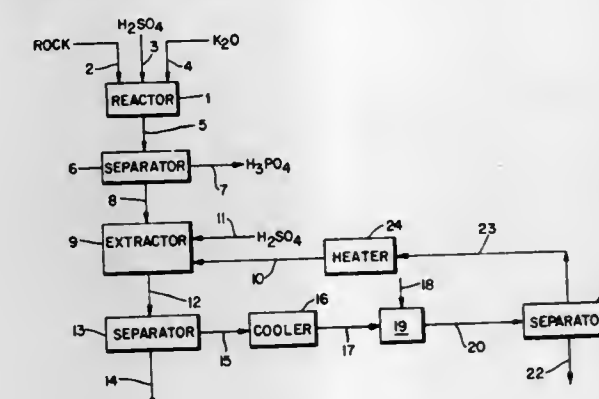 H2SO4
ROCK
K2O
2
3
4
REACTOR
1
5
6
SEPARATOR
H3PO4
7
8
9
EXTRACTOR
11
H2SO4
24
HEATER
23
10
12
16
18
13
SEPARATOR
COOLER
19
15
17
20
14
22